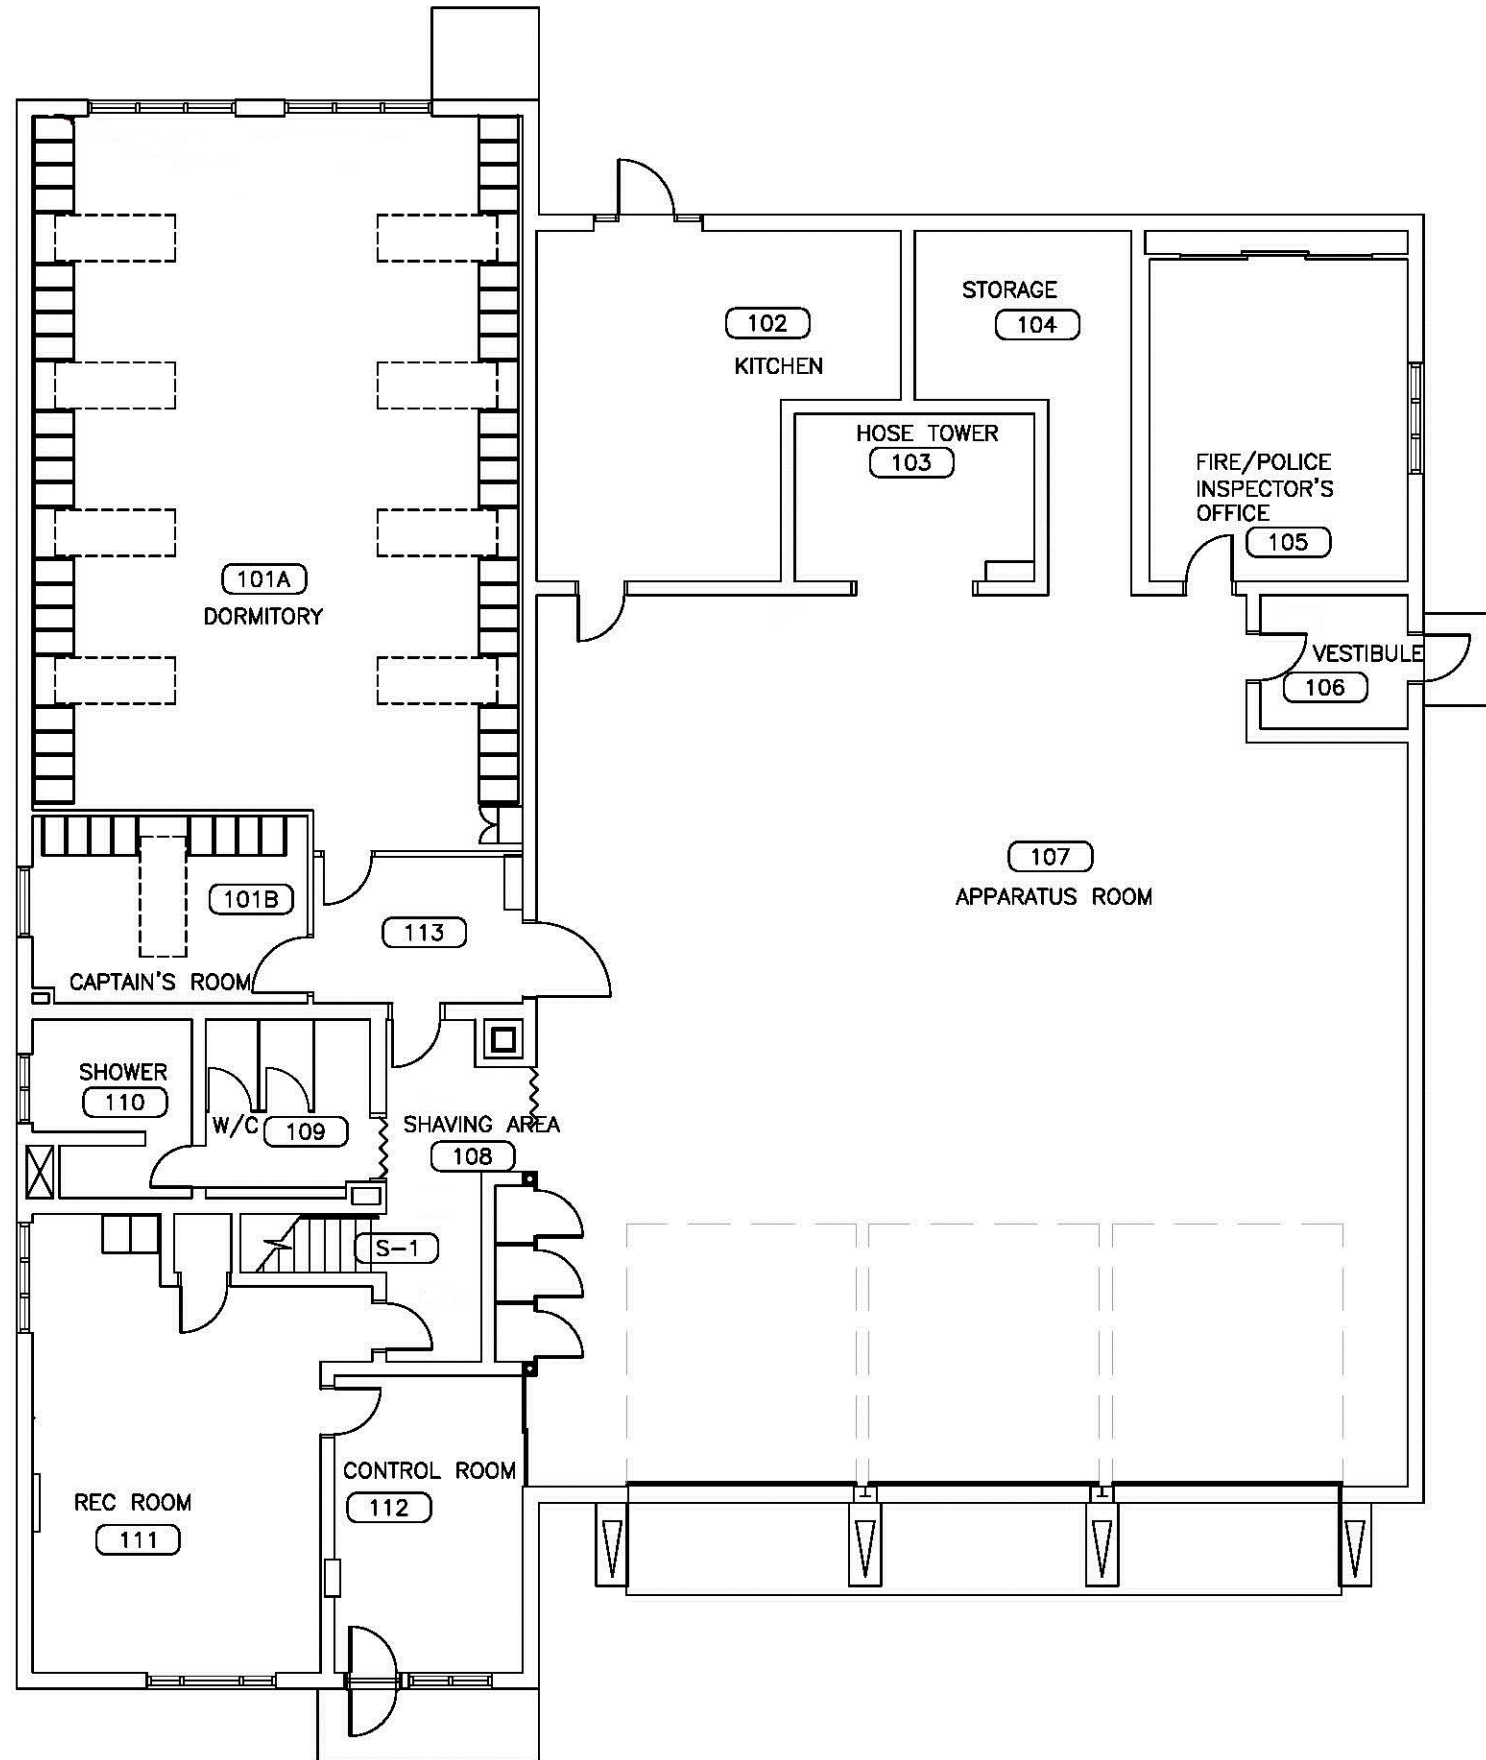 102
KITCHEN
STORAGE
104
HOSE TOWER
103
FIRE/POLICE
INSPECTOR'S
OFFICE
105
101A
DORMITORY
VESTIBULE
106
107
APPARATUS ROOM
101B
CAPTAIN'S ROOM
113
SHOWER
110
W/C
109
SHAVING AREA
108
S-1
CONTROL ROOM
112
REC ROOM
111